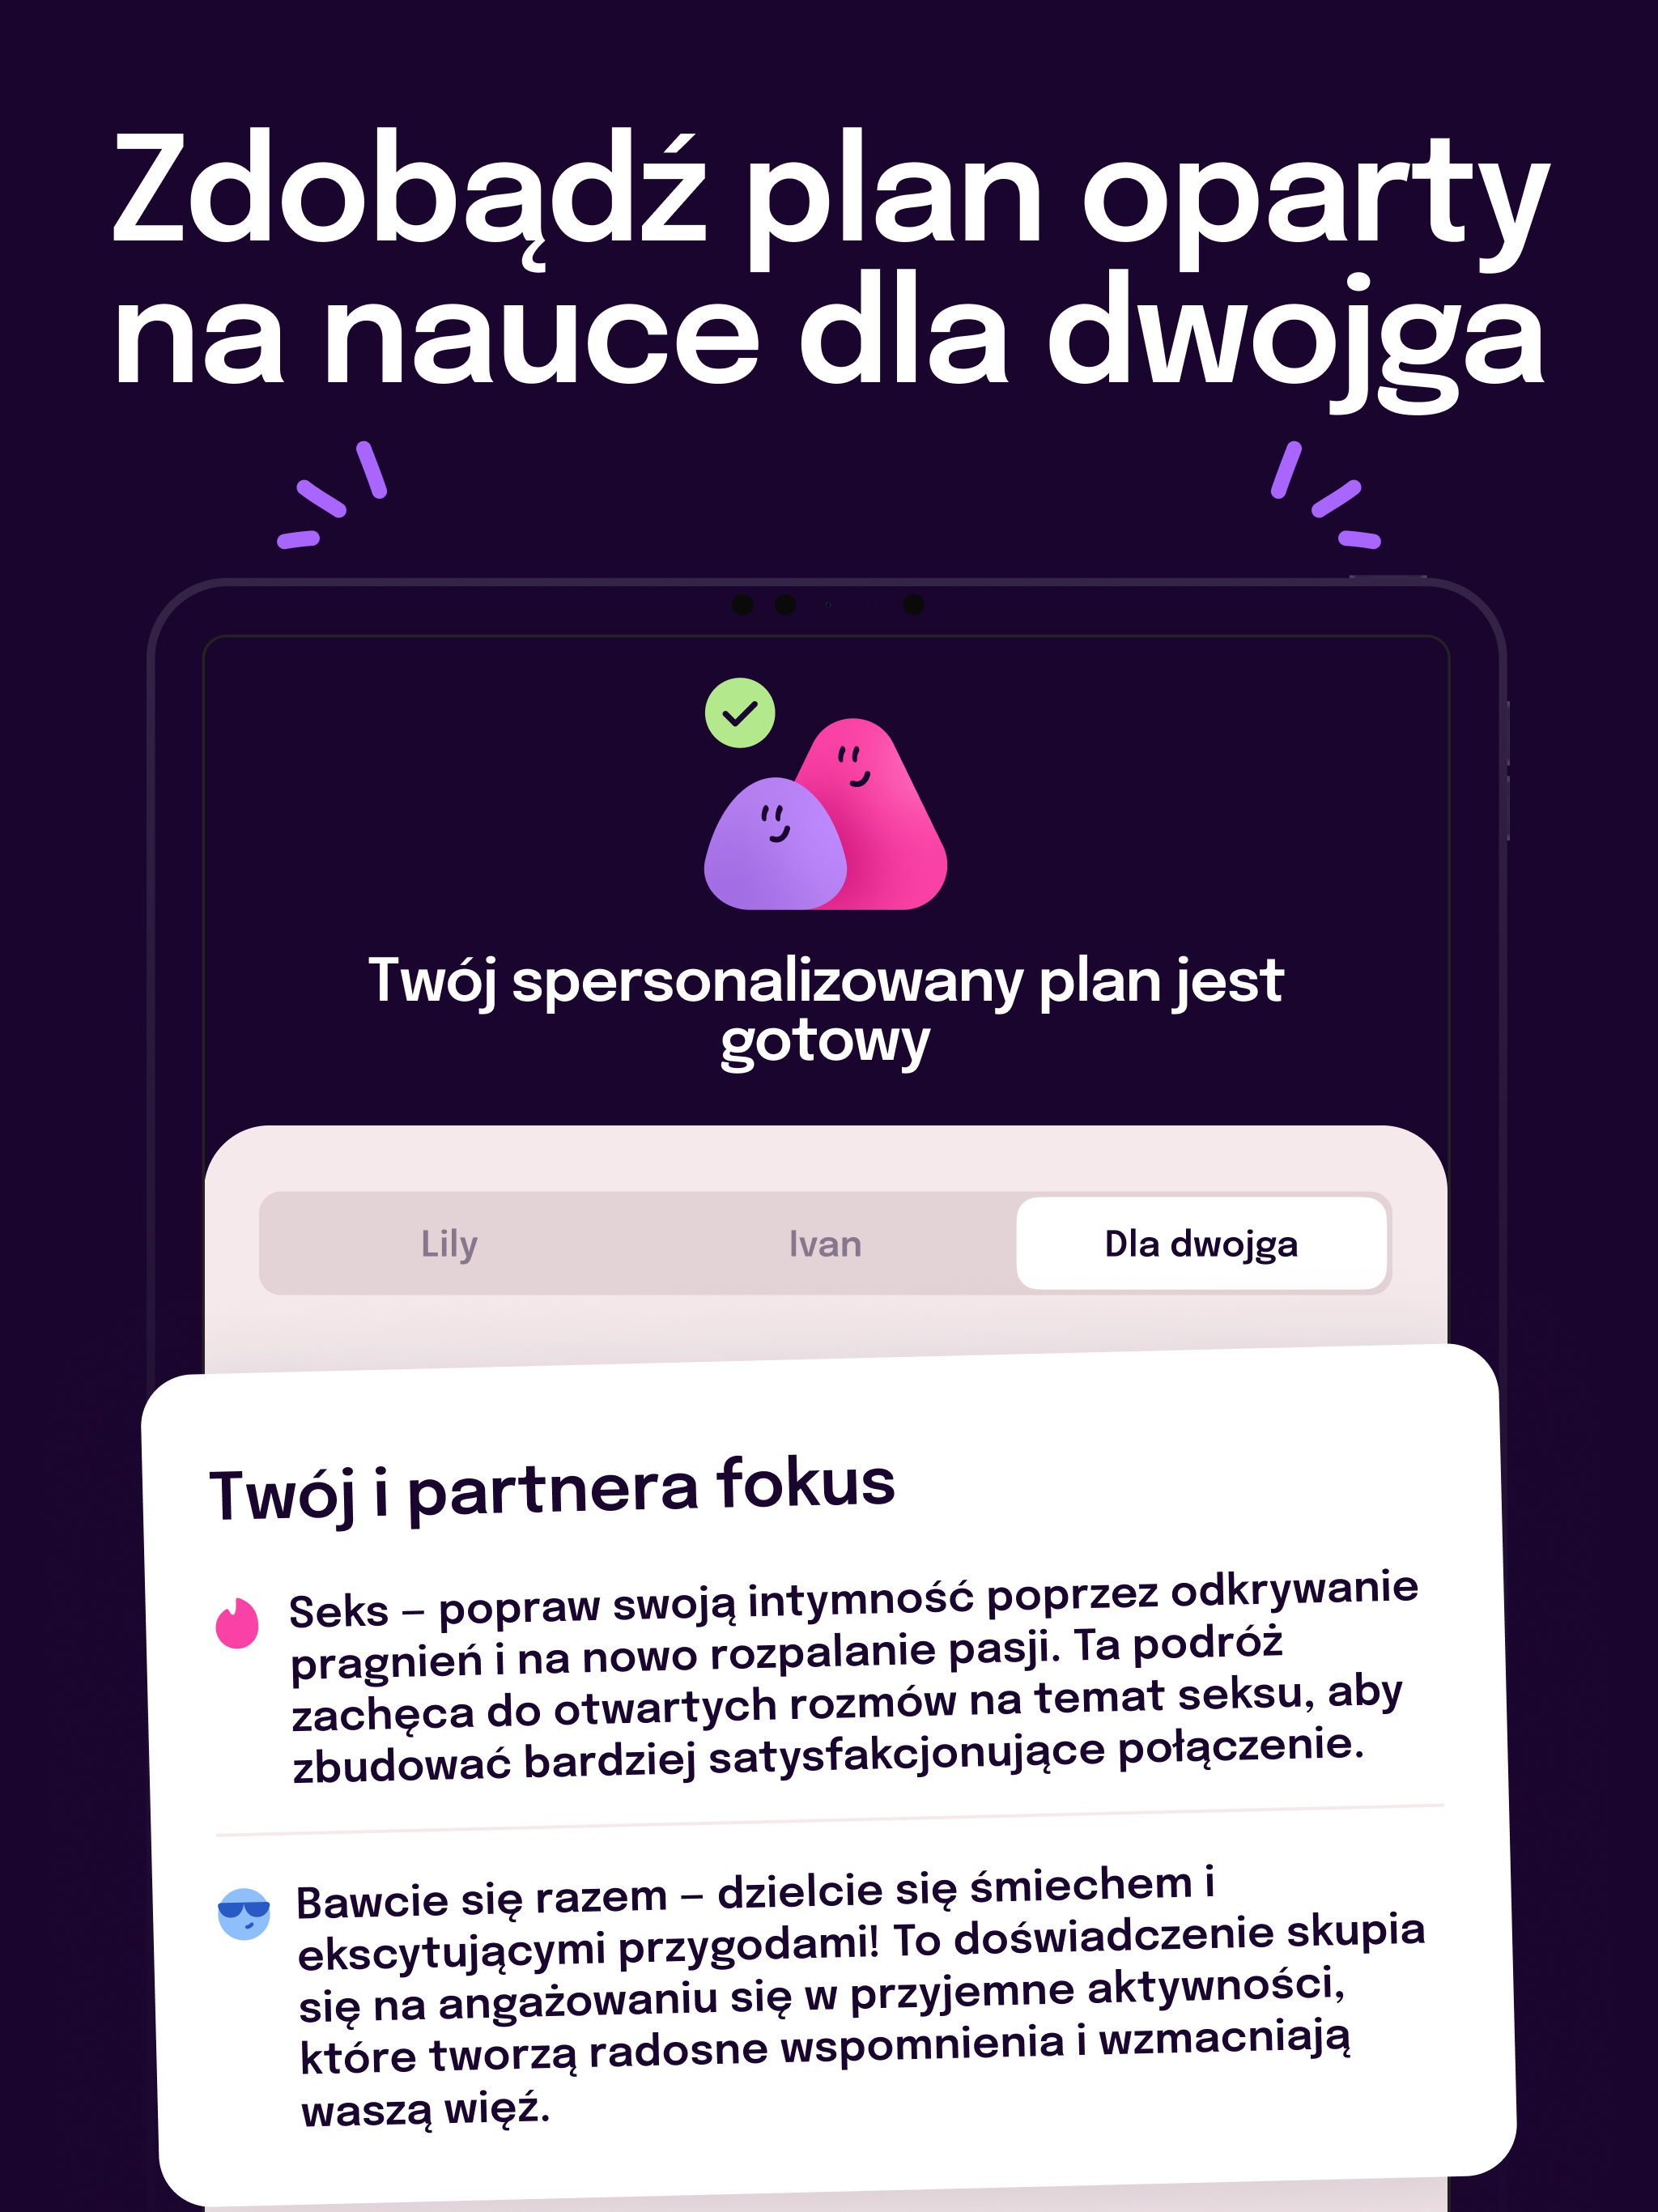 Zdobądź plan oparty
na nauce dla dwojga
Twój spersonalizowany plan jest
gotowy
Lily
Ivan
Dla dwojga
Twój i partnera fokus
Seks – popraw swoją intymność poprzez odkrywanie
pragnień i na nowo rozpalanie pasji. Ta podróż
zachęca do otwartych rozmów na temat seksu, aby
zbudować bardziej satysfakcjonujące połączenie.
Bawcie się razem – dzielcie się śmiechem i
ekscytującymi przygodami! To doświadczenie skupia
się na angażowaniu się w przyjemne aktywności,
które tworzą radosne wspomnienia i wzmacniają
waszą więź.